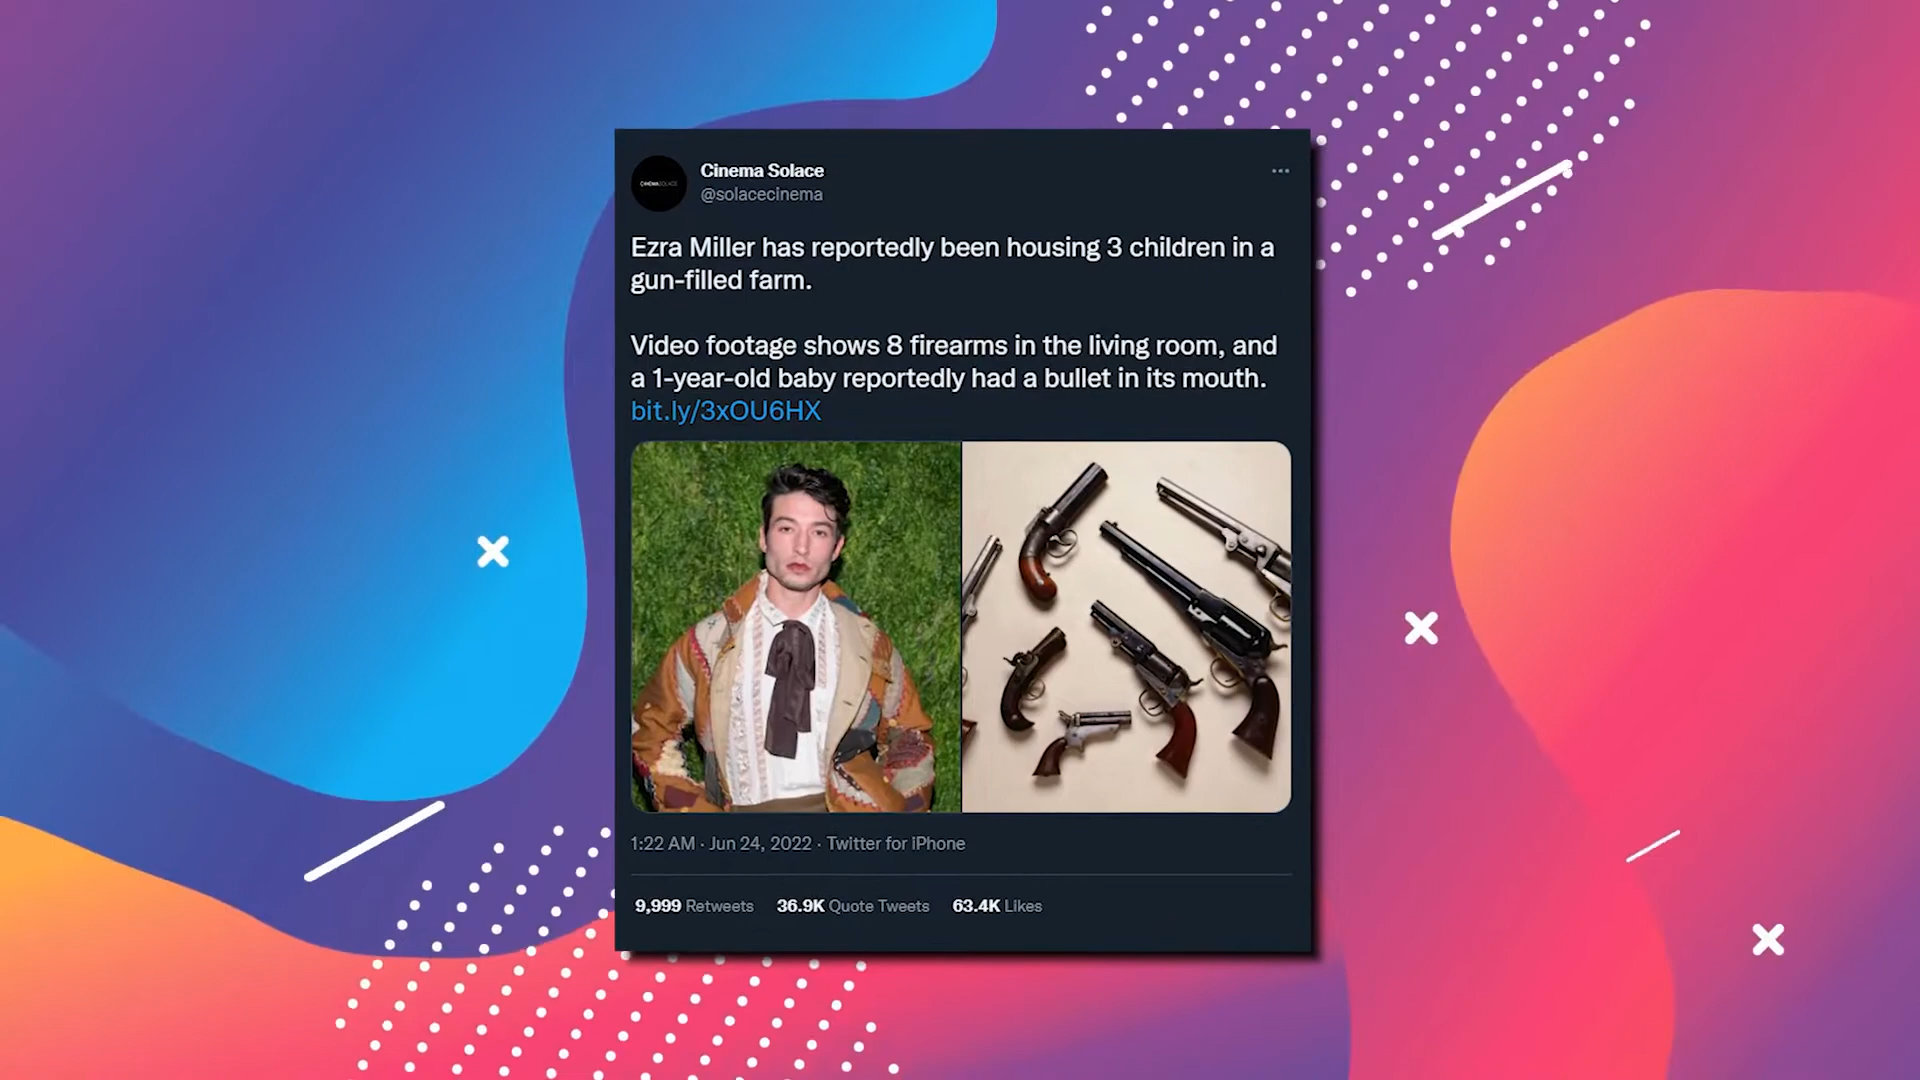 CINEMASOLACE
Cinema Solace
@solacecinema
Ezra Miller has reportedly been housing 3 children in a
gun-filled farm.
Video footage shows 8 firearms in the living room, and
a 1-year-old baby reportedly had a bullet in its mouth.
bit.ly/3xOU6HX
1:22 AM · Jun 24, 2022 · Twitter for iPhone
9,999 Retweets 36.9K Quote Tweets 63.4K Likes